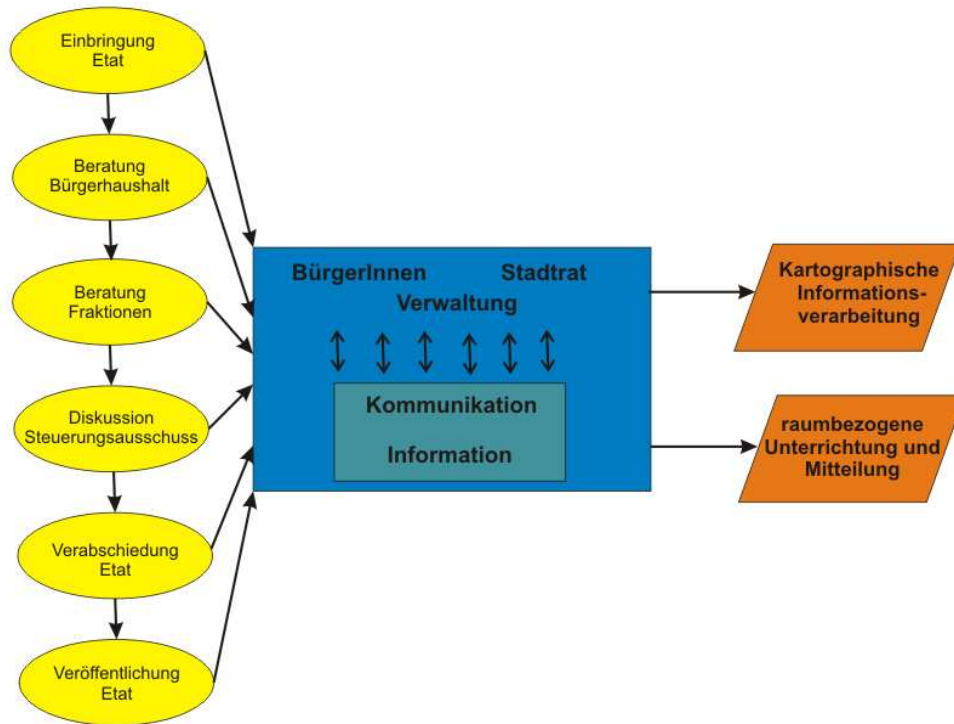 Einbringung
Etat
Beratung
Bürgerhaushalt
Beratung
Fraktionen
Diskussion
Steuerungsausschuss
Verabschiedung
Etat
Veröffentlichung
Etat
BürgerInnen Stadtrat
Verwaltung
Kommunikation
Information
Kartographische
Informations-
verarbeitung
raumbezogene
Unterrichtung und
Mitteilung